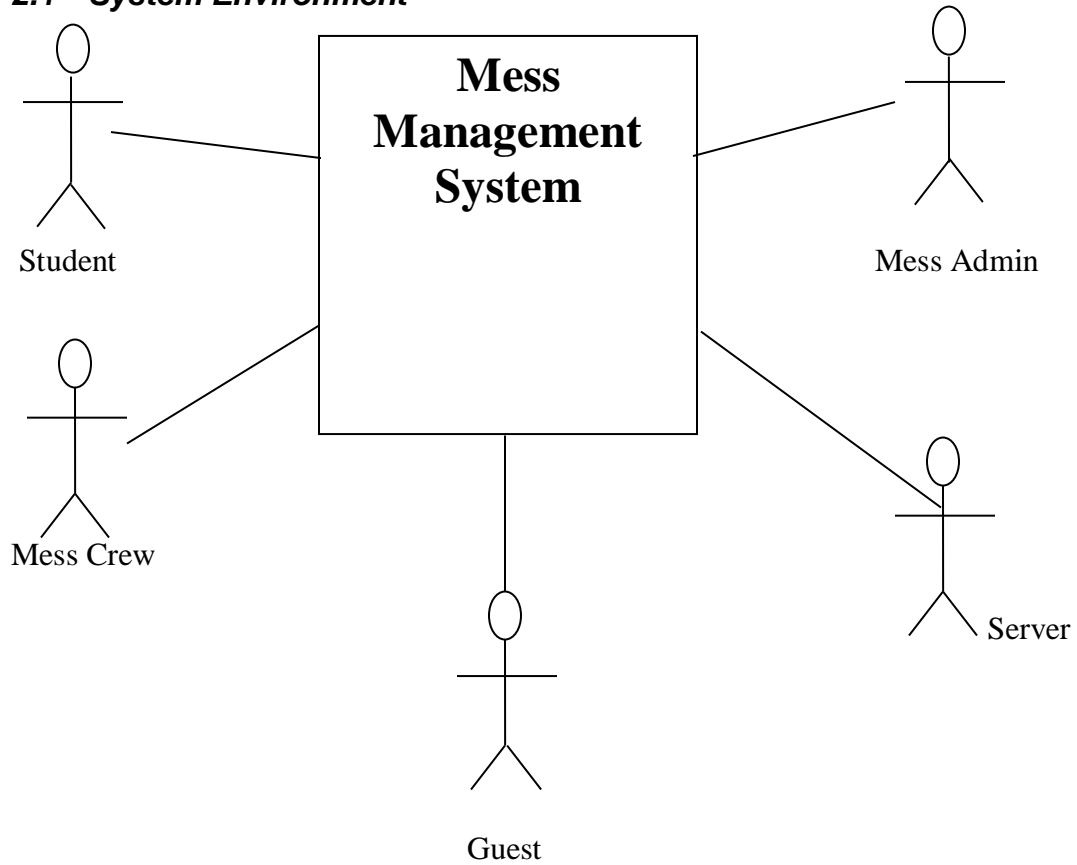 2.1 System Environment
Mess
Management
System
Student
Mess Admin
Mess Crew
Server
Guest